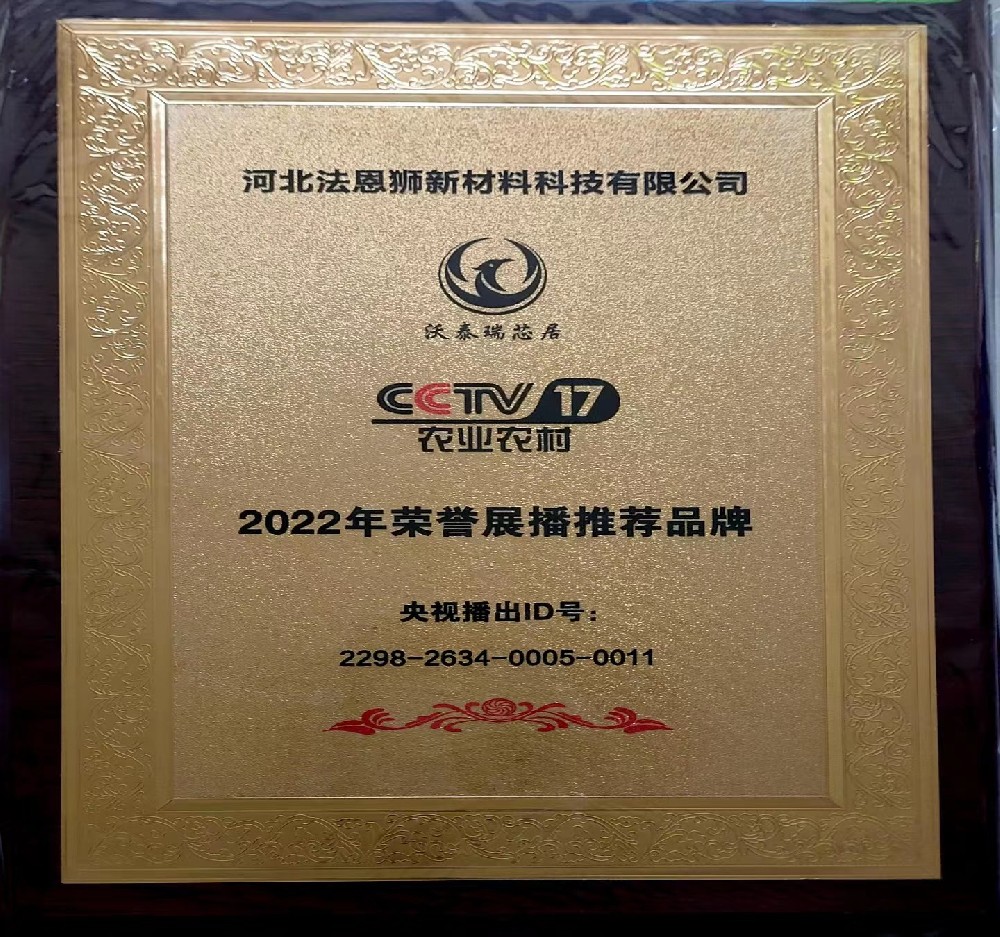 河北法恩狮新材料科技有限公司
沃泰瑞芯居
CCTV 17
农业农村
2022年荣誉展播推荐品牌
央视播出ID号：
2298-2634-0005-0011